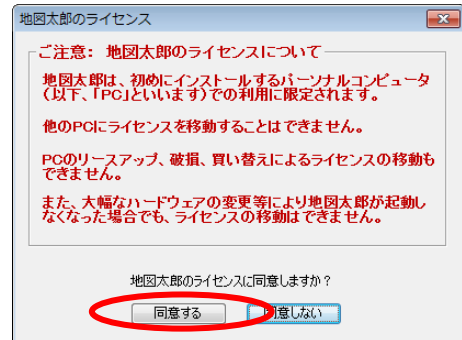 地図太郎のライセンス
ご注意： 地図太郎のライセンスについて
地図太郎は、初めにインストールするパーソナルコンピュータ
（以下、「PC」といいます）での利用に限定されます。
他のPCにライセンスを移動することはできません。
PCのリースアップ、破損、買い替えによるライセンスの移動も
できません。
また、大幅なハードウェアの変更等により地図太郎が起動し
なくなった場合でも、ライセンスの移動はできません。
地図太郎のライセンスに同意しますか？
同意する
同意しない